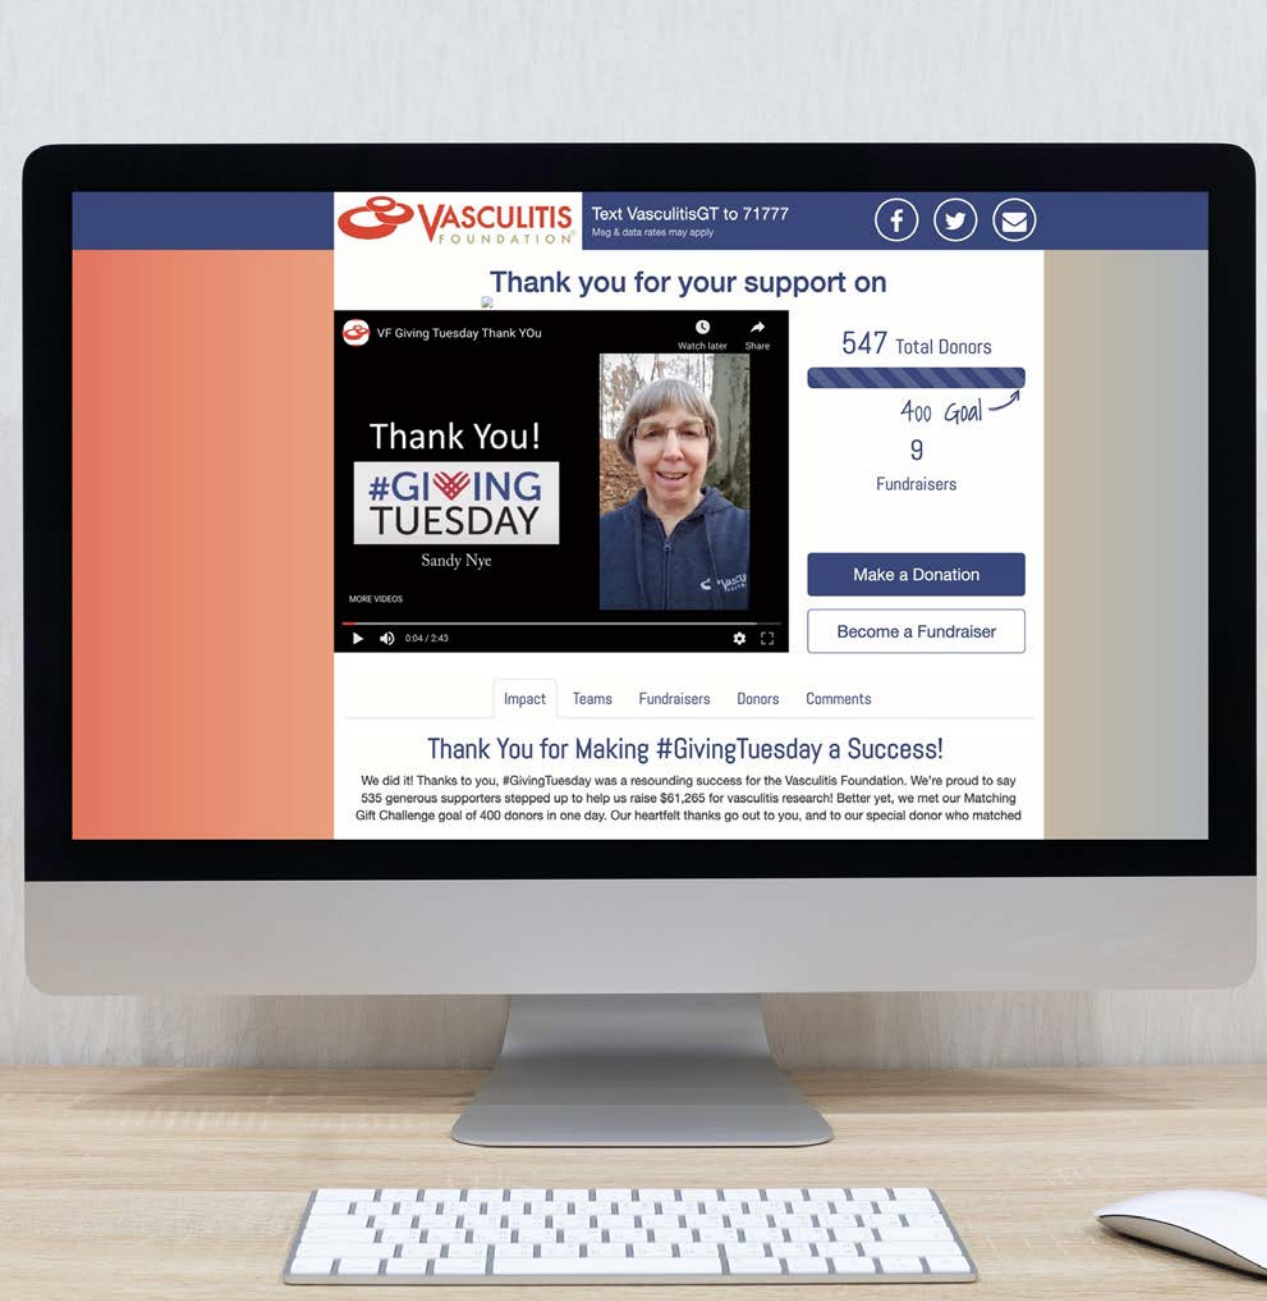 VASCULITIS
FOUNDATION®
Text VasculitisGT to 71777
Msg & data rates may apply
Thank you for your support on
VF Giving Tuesday Thank YOu
Watch later
Share
Thank You!
#GIVING
TUESDAY
Sandy Nye
MORE VIDEOS
0:04 / 2:43
547 Total Donors
400 Goal
9
Fundraisers
Make a Donation
Become a Fundraiser
Impact Teams Fundraisers Donors Comments
Thank You for Making #GivingTuesday a Success!
We did it! Thanks to you, #GivingTuesday was a resounding success for the Vasculitis Foundation. We're proud to say
535 generous supporters stepped up to help us raise $61,265 for vasculitis research! Better yet, we met our Matching
Gift Challenge goal of 400 donors in one day. Our heartfelt thanks go out to you, and to our special donor who matched